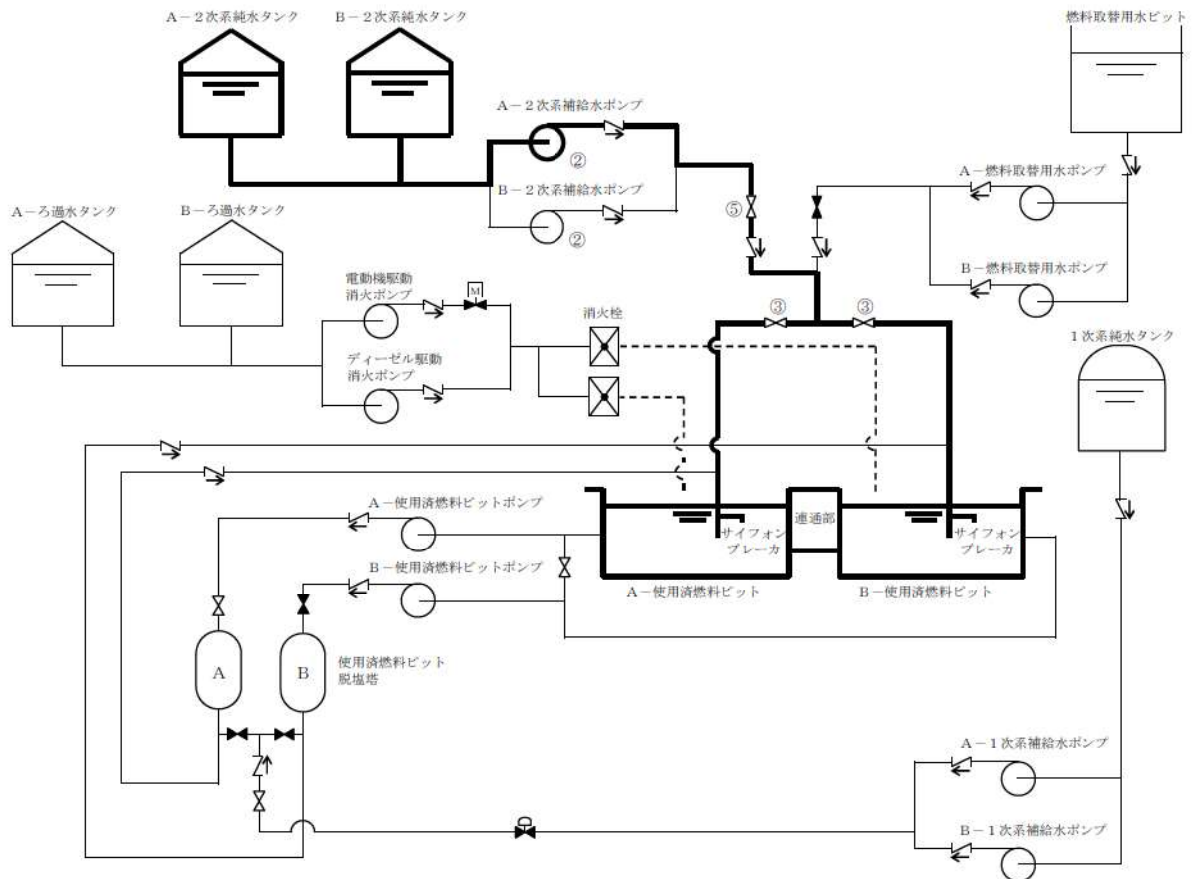 A-2次系純水タンク
B-2次系純水タンク
燃料取替用水ピット
A-2次系補給水ポンプ
②
B-2次系補給水ポンプ
②
⑤
A-燃料取替用水ポンプ
B-燃料取替用水ポンプ
A-ろ過水タンク
B-ろ過水タンク
電動機駆動
消火ポンプ
M
ディーゼル駆動
消火ポンプ
消火栓
③
③
1次系純水タンク
A-使用済燃料ピットポンプ
B-使用済燃料ピットポンプ
サイフォン
ブレーカ
連通部
サイフォン
ブレーカ
A-使用済燃料ピット
B-使用済燃料ピット
A
B
使用済燃料ピット
脱塩塔
A-1次系補給水ポンプ
B-1次系補給水ポンプ